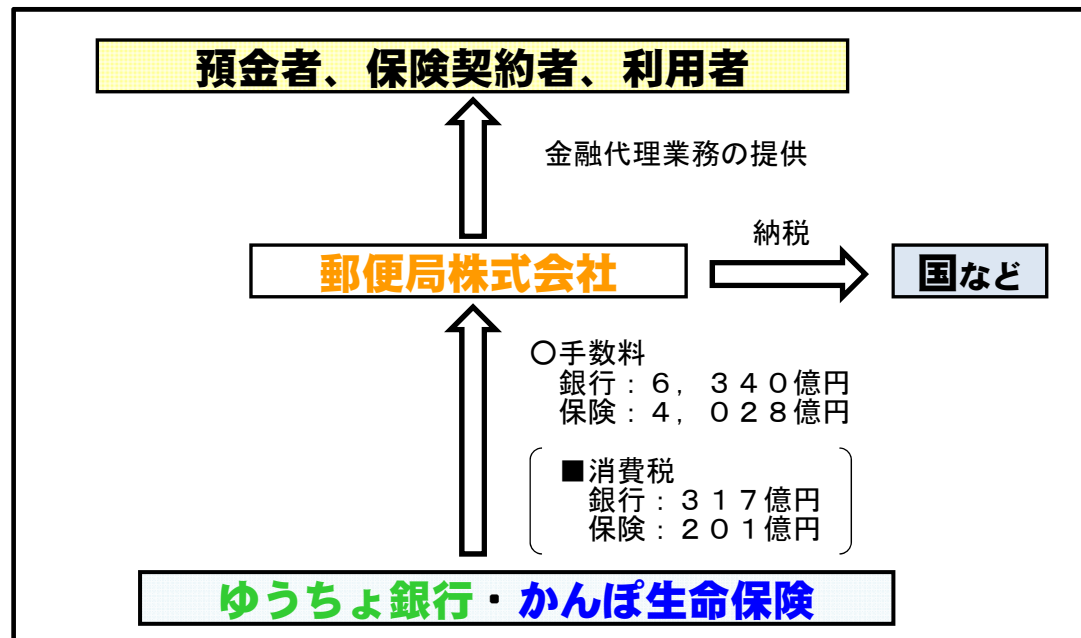 預金者、保険契約者、利用者
金融代理業務の提供
郵便局株式会社
納税
国など
○手数料
銀行：６，３４０億円
保険：４，０２８億円
■消費税
銀行：３１７億円
保険：２０１億円
ゆうちょ銀行・かんぽ生命保険